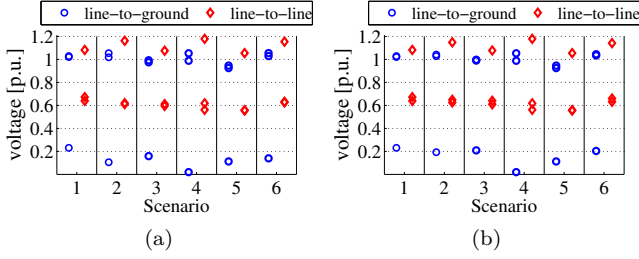 line-to-ground line-to-line
voltage [p.u.]
1.2
1
0.8
0.6
0.4
0.2
1 2 3 4 5 6
Scenario
(a)
line-to-ground line-to-line
voltage [p.u.]
1.2
1
0.8
0.6
0.4
0.2
1 2 3 4 5 6
Scenario
(b)